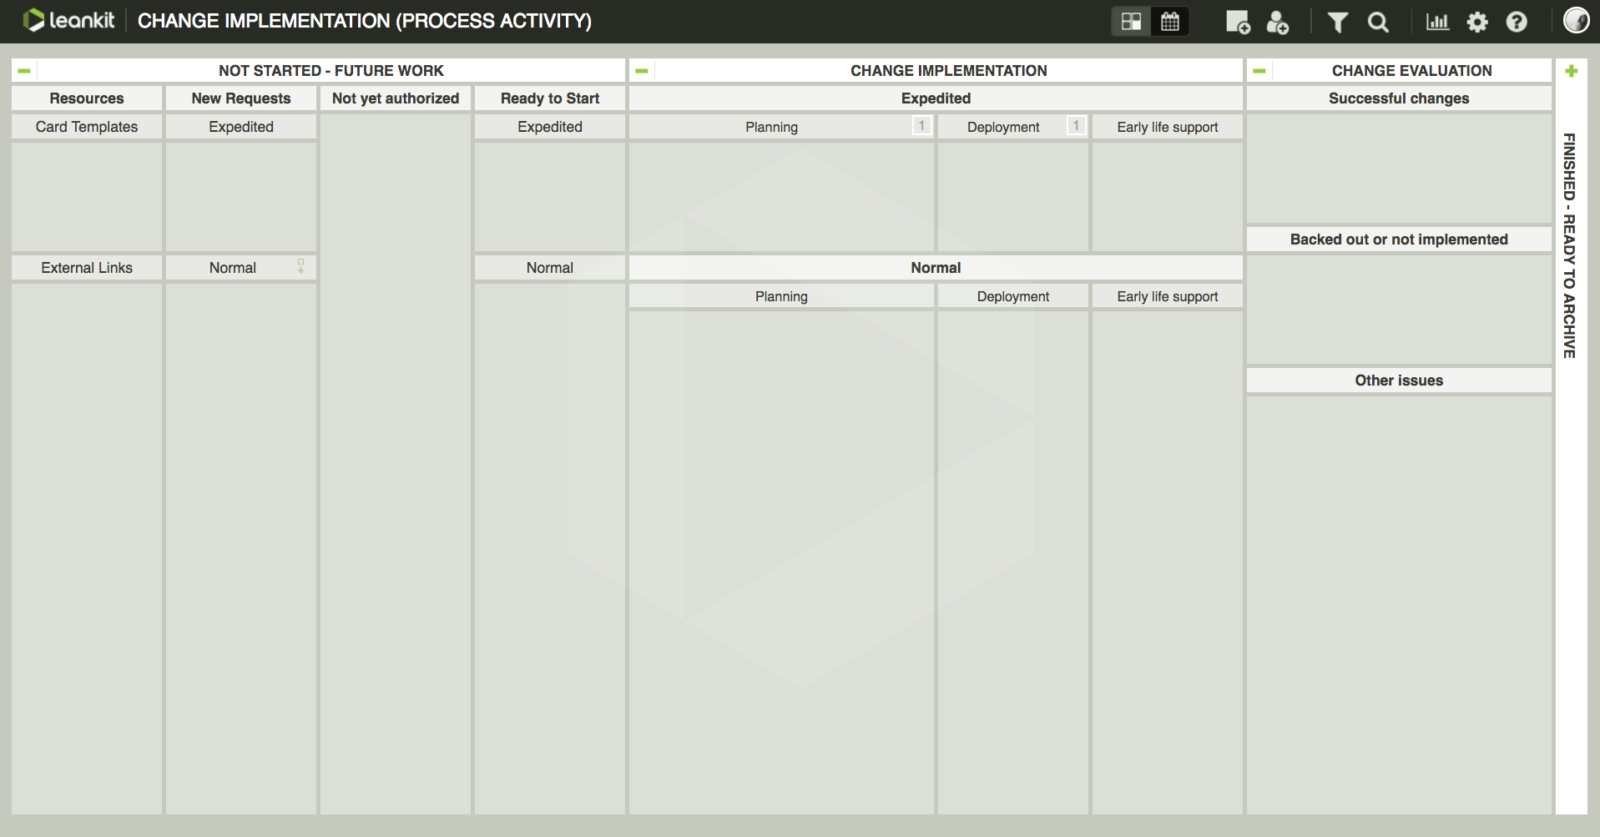 leankit CHANGE IMPLEMENTATION (PROCESS ACTIVITY)
NOT STARTED - FUTURE WORK
CHANGE IMPLEMENTATION
CHANGE EVALUATION
Resources
New Requests
Not yet authorized
Ready to Start
Expedited
Successful changes
Card Templates
Expedited
Expedited
Planning 1
Deployment 1
Early life support
Backed out or not implemented
External Links
Normal
Normal
Normal
Planning
Deployment
Early life support
Other issues
FINISHED - READY TO ARCHIVE